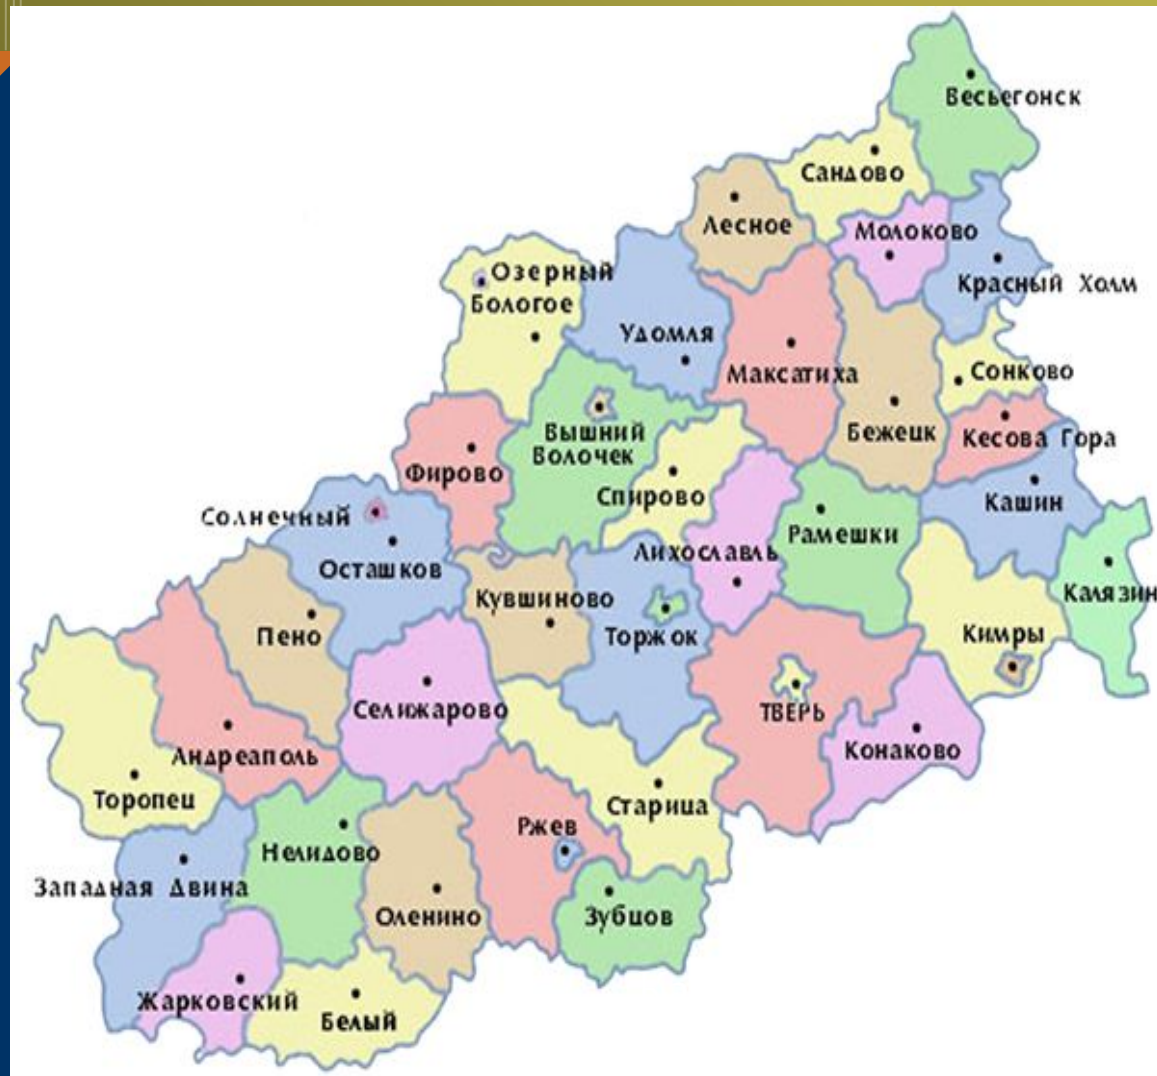 Весьегонск
Сандово
Лесное
Молоково
Озерный
Красный Холм
Бологое
Удомля
Максатиха
Сонково
Вышний
Волочек
Бежецк
Кесова Гора
Фирово
Спирово
Кашин
Солнечный
Рамешки
Осташков
Лихославль
Калязин
Кувшиново
Пено
Торжок
Кимры
Селижарово
ТВЕРЬ
Андреаполь
Конаково
Торопец
Старица
Ржев
Нелидово
Западная Двина
Оленино
Зубцов
Жарковский
Белый